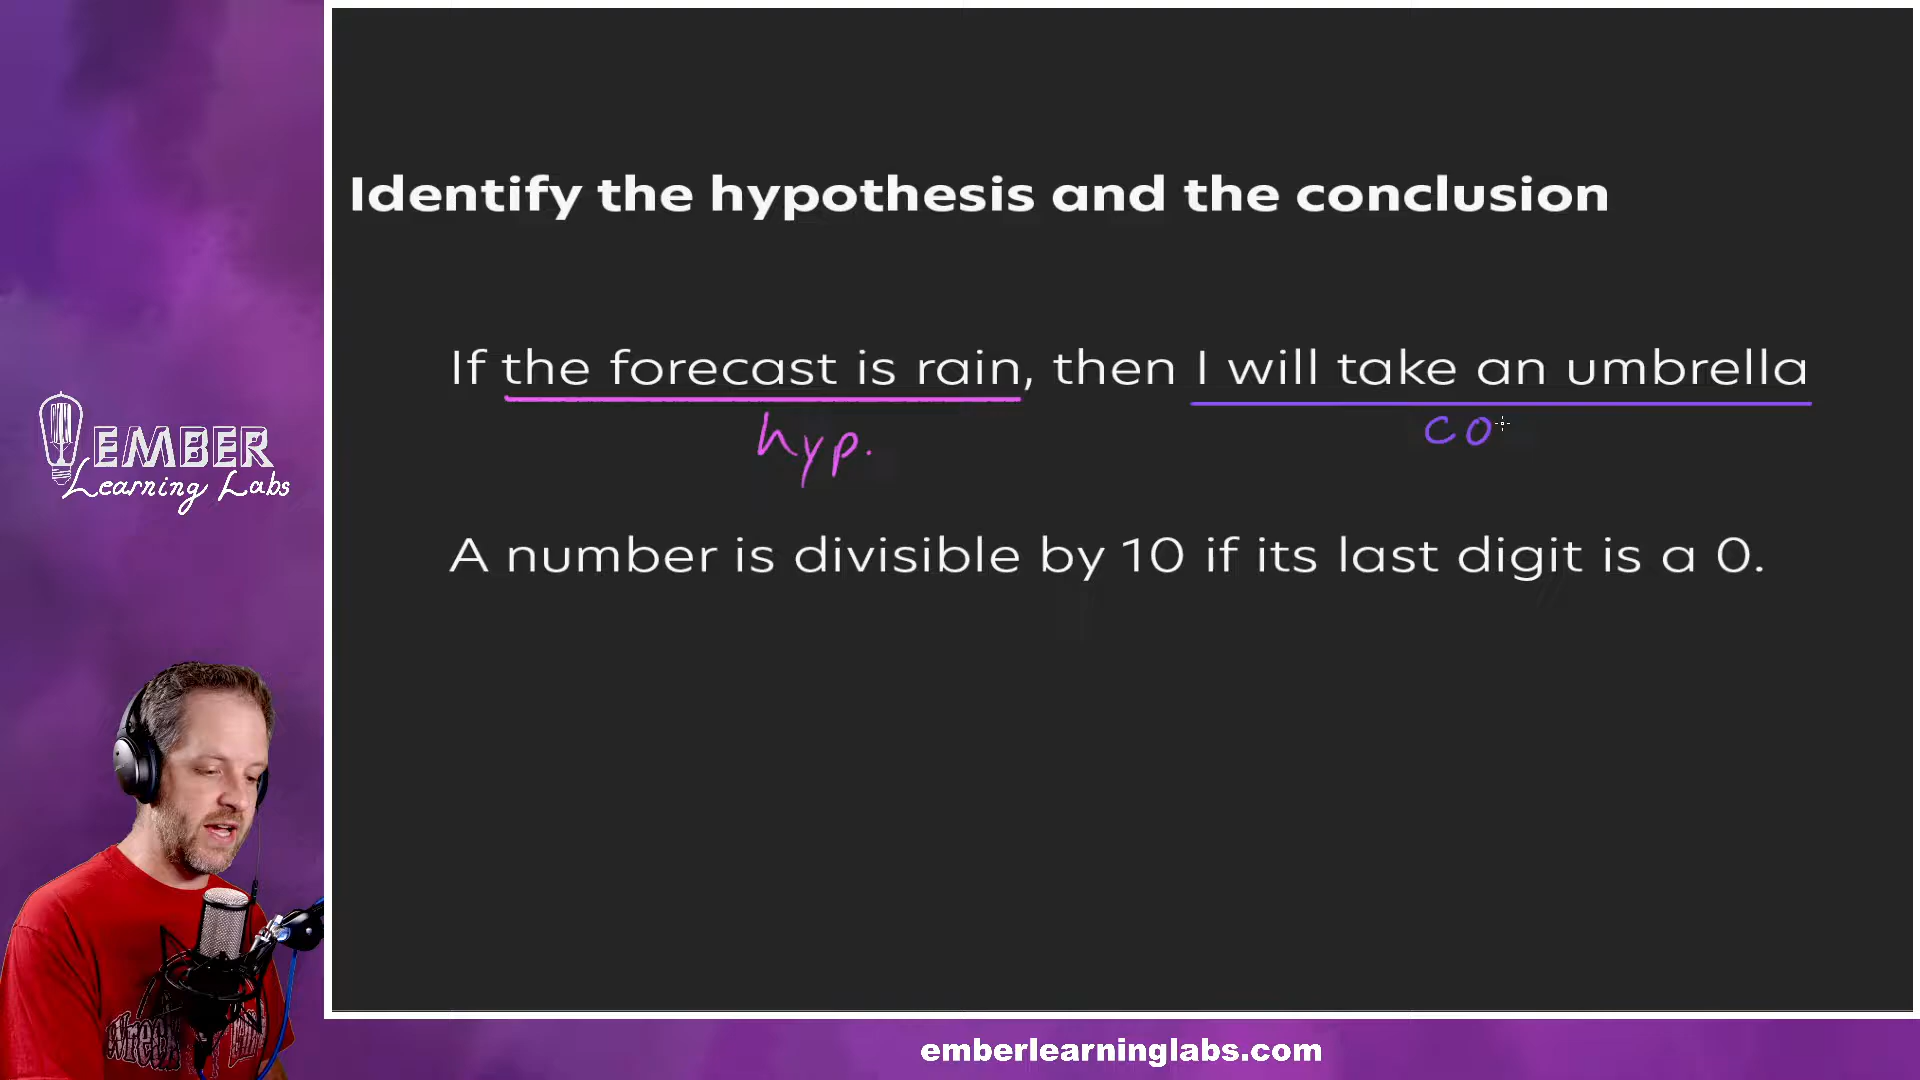 Identify the hypothesis and the conclusion
If the forecast is rain, then I will take an umbrella
hyp.
co
A number is divisible by 10 if its last digit is a 0.
EMBER
Learning Labs
emberlearninglabs.com